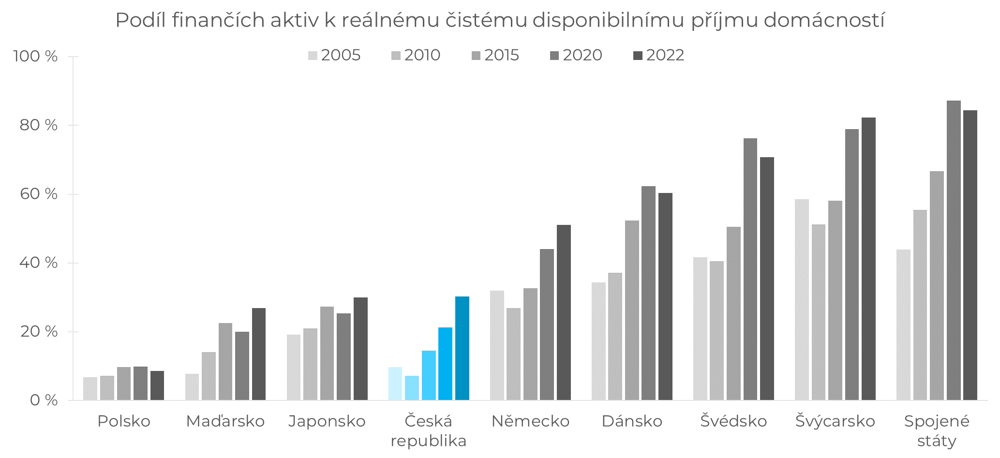 Podíl finančích aktiv k reálnému čistému disponibilnímu příjmu domácností
2005 2010 2015 2020 2022
100 %
80 %
60 %
40 %
20 %
0 %
Polsko Maďarsko Japonsko Česká republika Německo Dánsko Švédsko Švýcarsko Spojené státy